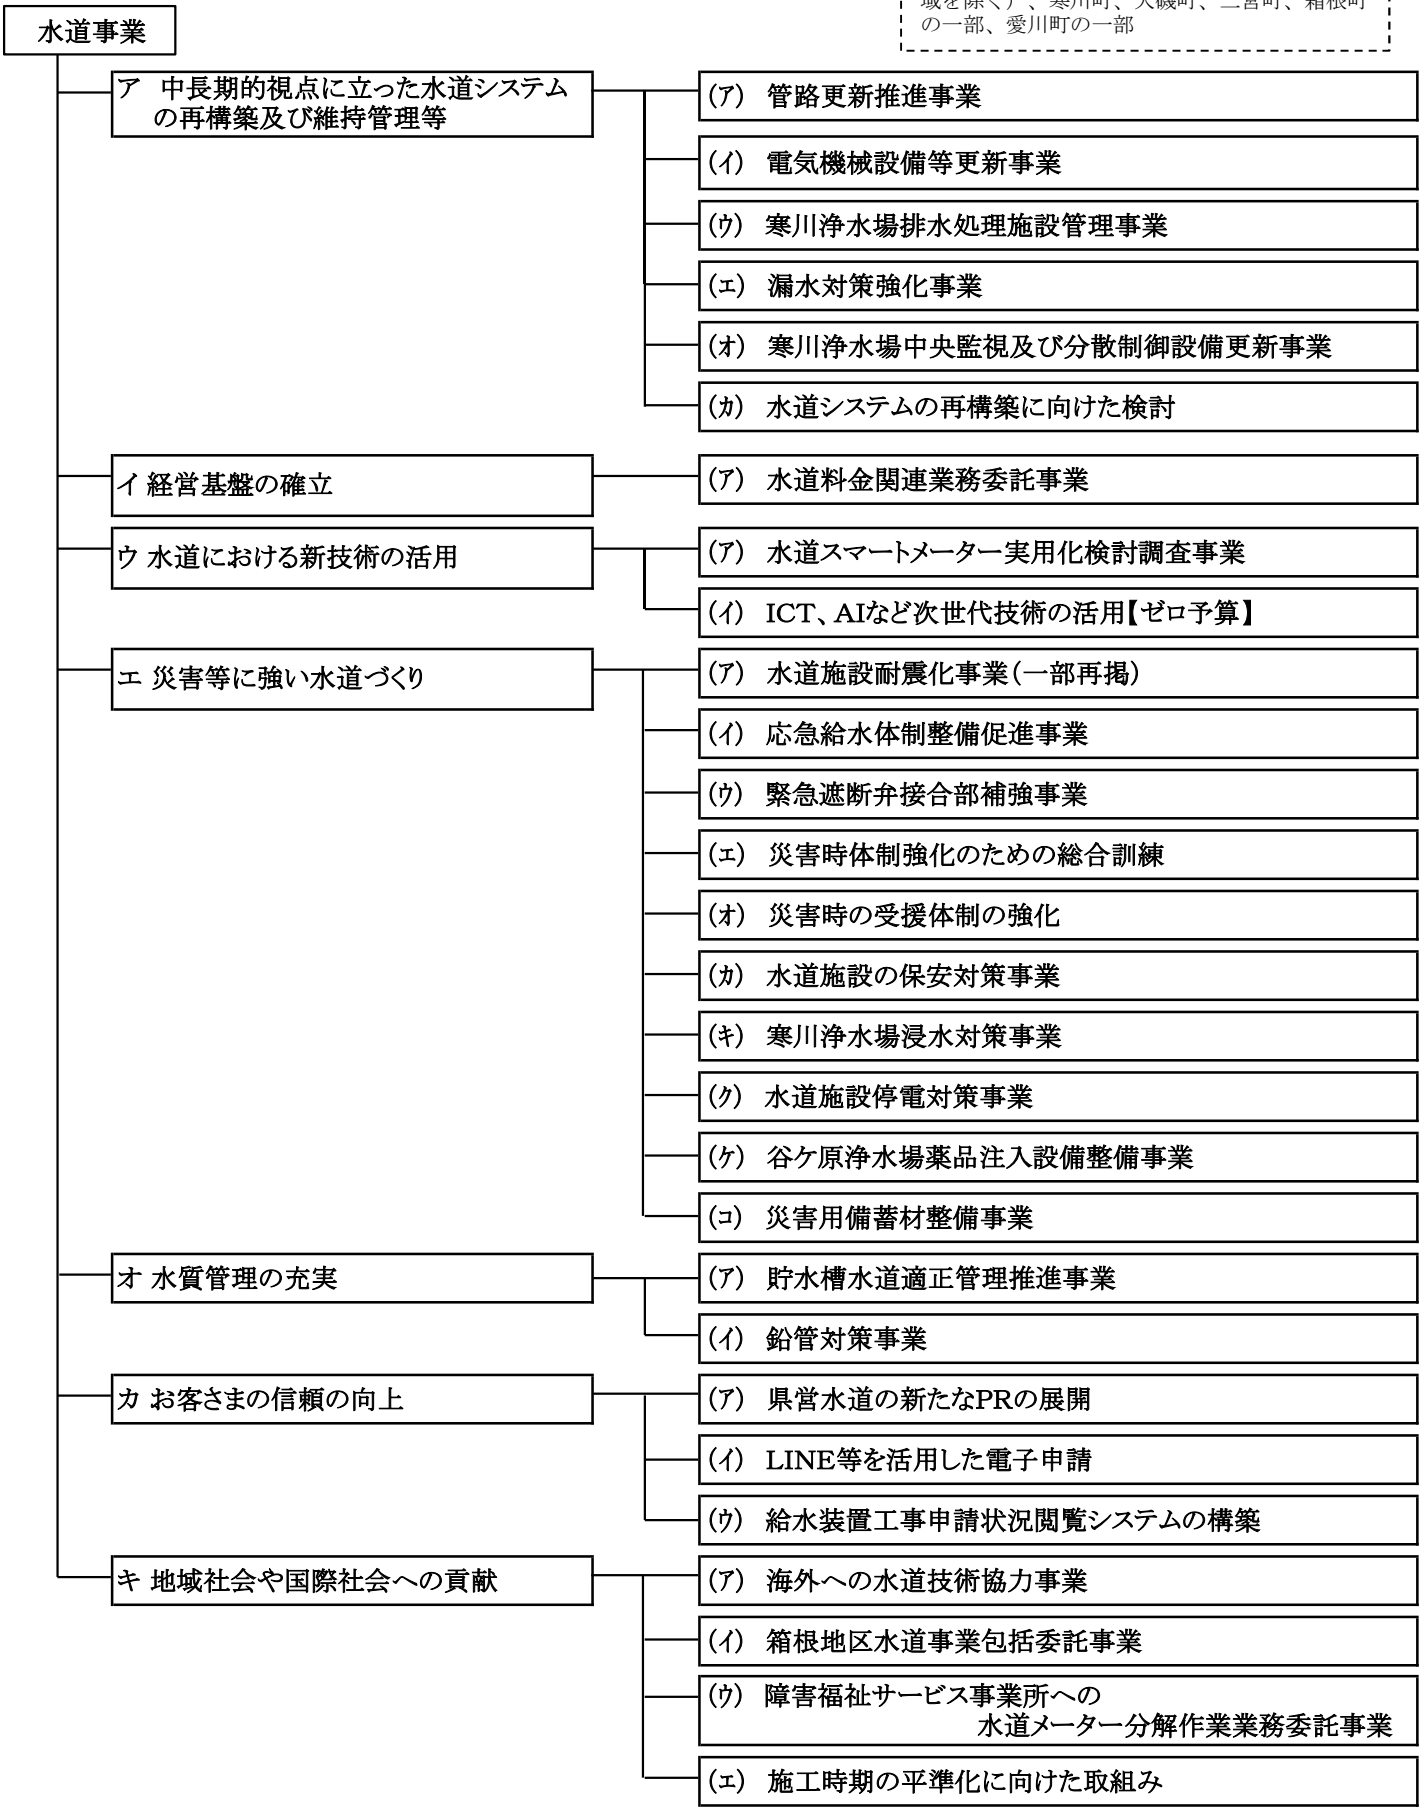 域を除く）、寒川町、大磯町、二宮町、箱根町
の一部、愛川町の一部
水道事業
ア　中長期的視点に立った水道システム
の再構築及び維持管理等
(ｱ)　管路更新推進事業
(ｲ)　電気機械設備等更新事業
(ｳ)　寒川浄水場排水処理施設管理事業
(ｴ)　漏水対策強化事業
(ｵ)　寒川浄水場中央監視及び分散制御設備更新事業
(ｶ)　水道システムの再構築に向けた検討
イ 経営基盤の確立
(ｱ)　水道料金関連業務委託事業
ウ 水道における新技術の活用
(ｱ)　水道スマートメーター実用化検討調査事業
(ｲ)　ICT、AIなど次世代技術の活用【ゼロ予算】
エ 災害等に強い水道づくり
(ｱ)　水道施設耐震化事業（一部再掲）
(ｲ)　応急給水体制整備促進事業
(ｳ)　緊急遮断弁接合部補強事業
(ｴ)　災害時体制強化のための総合訓練
(ｵ)　災害時の受援体制の強化
(ｶ)　水道施設の保安対策事業
(ｷ)　寒川浄水場浸水対策事業
(ｸ)　水道施設停電対策事業
(ｹ)　谷ケ原浄水場薬品注入設備整備事業
(ｺ)　災害用備蓄材整備事業
オ 水質管理の充実
(ｱ)　貯水槽水道適正管理推進事業
(ｲ)　鉛管対策事業
カ お客さまの信頼の向上
(ｱ)　県営水道の新たなPRの展開
(ｲ)　LINE等を活用した電子申請
(ｳ)　給水装置工事申請状況閲覧システムの構築
キ 地域社会や国際社会への貢献
(ｱ)　海外への水道技術協力事業
(ｲ)　箱根地区水道事業包括委託事業
(ｳ)　障害福祉サービス事業所への
水道メーター分解作業業務委託事業
(ｴ)　施工時期の平準化に向けた取組み